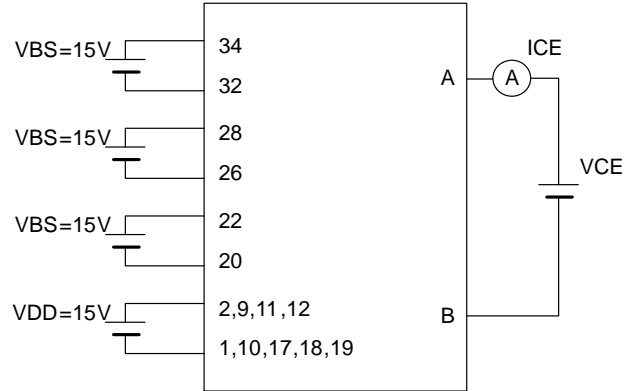 VBS=15V
34
32
VBS=15V
28
26
VBS=15V
22
20
VDD=15V
2,9,11,12
1,10,17,18,19
A
ICE
A
VCE
B